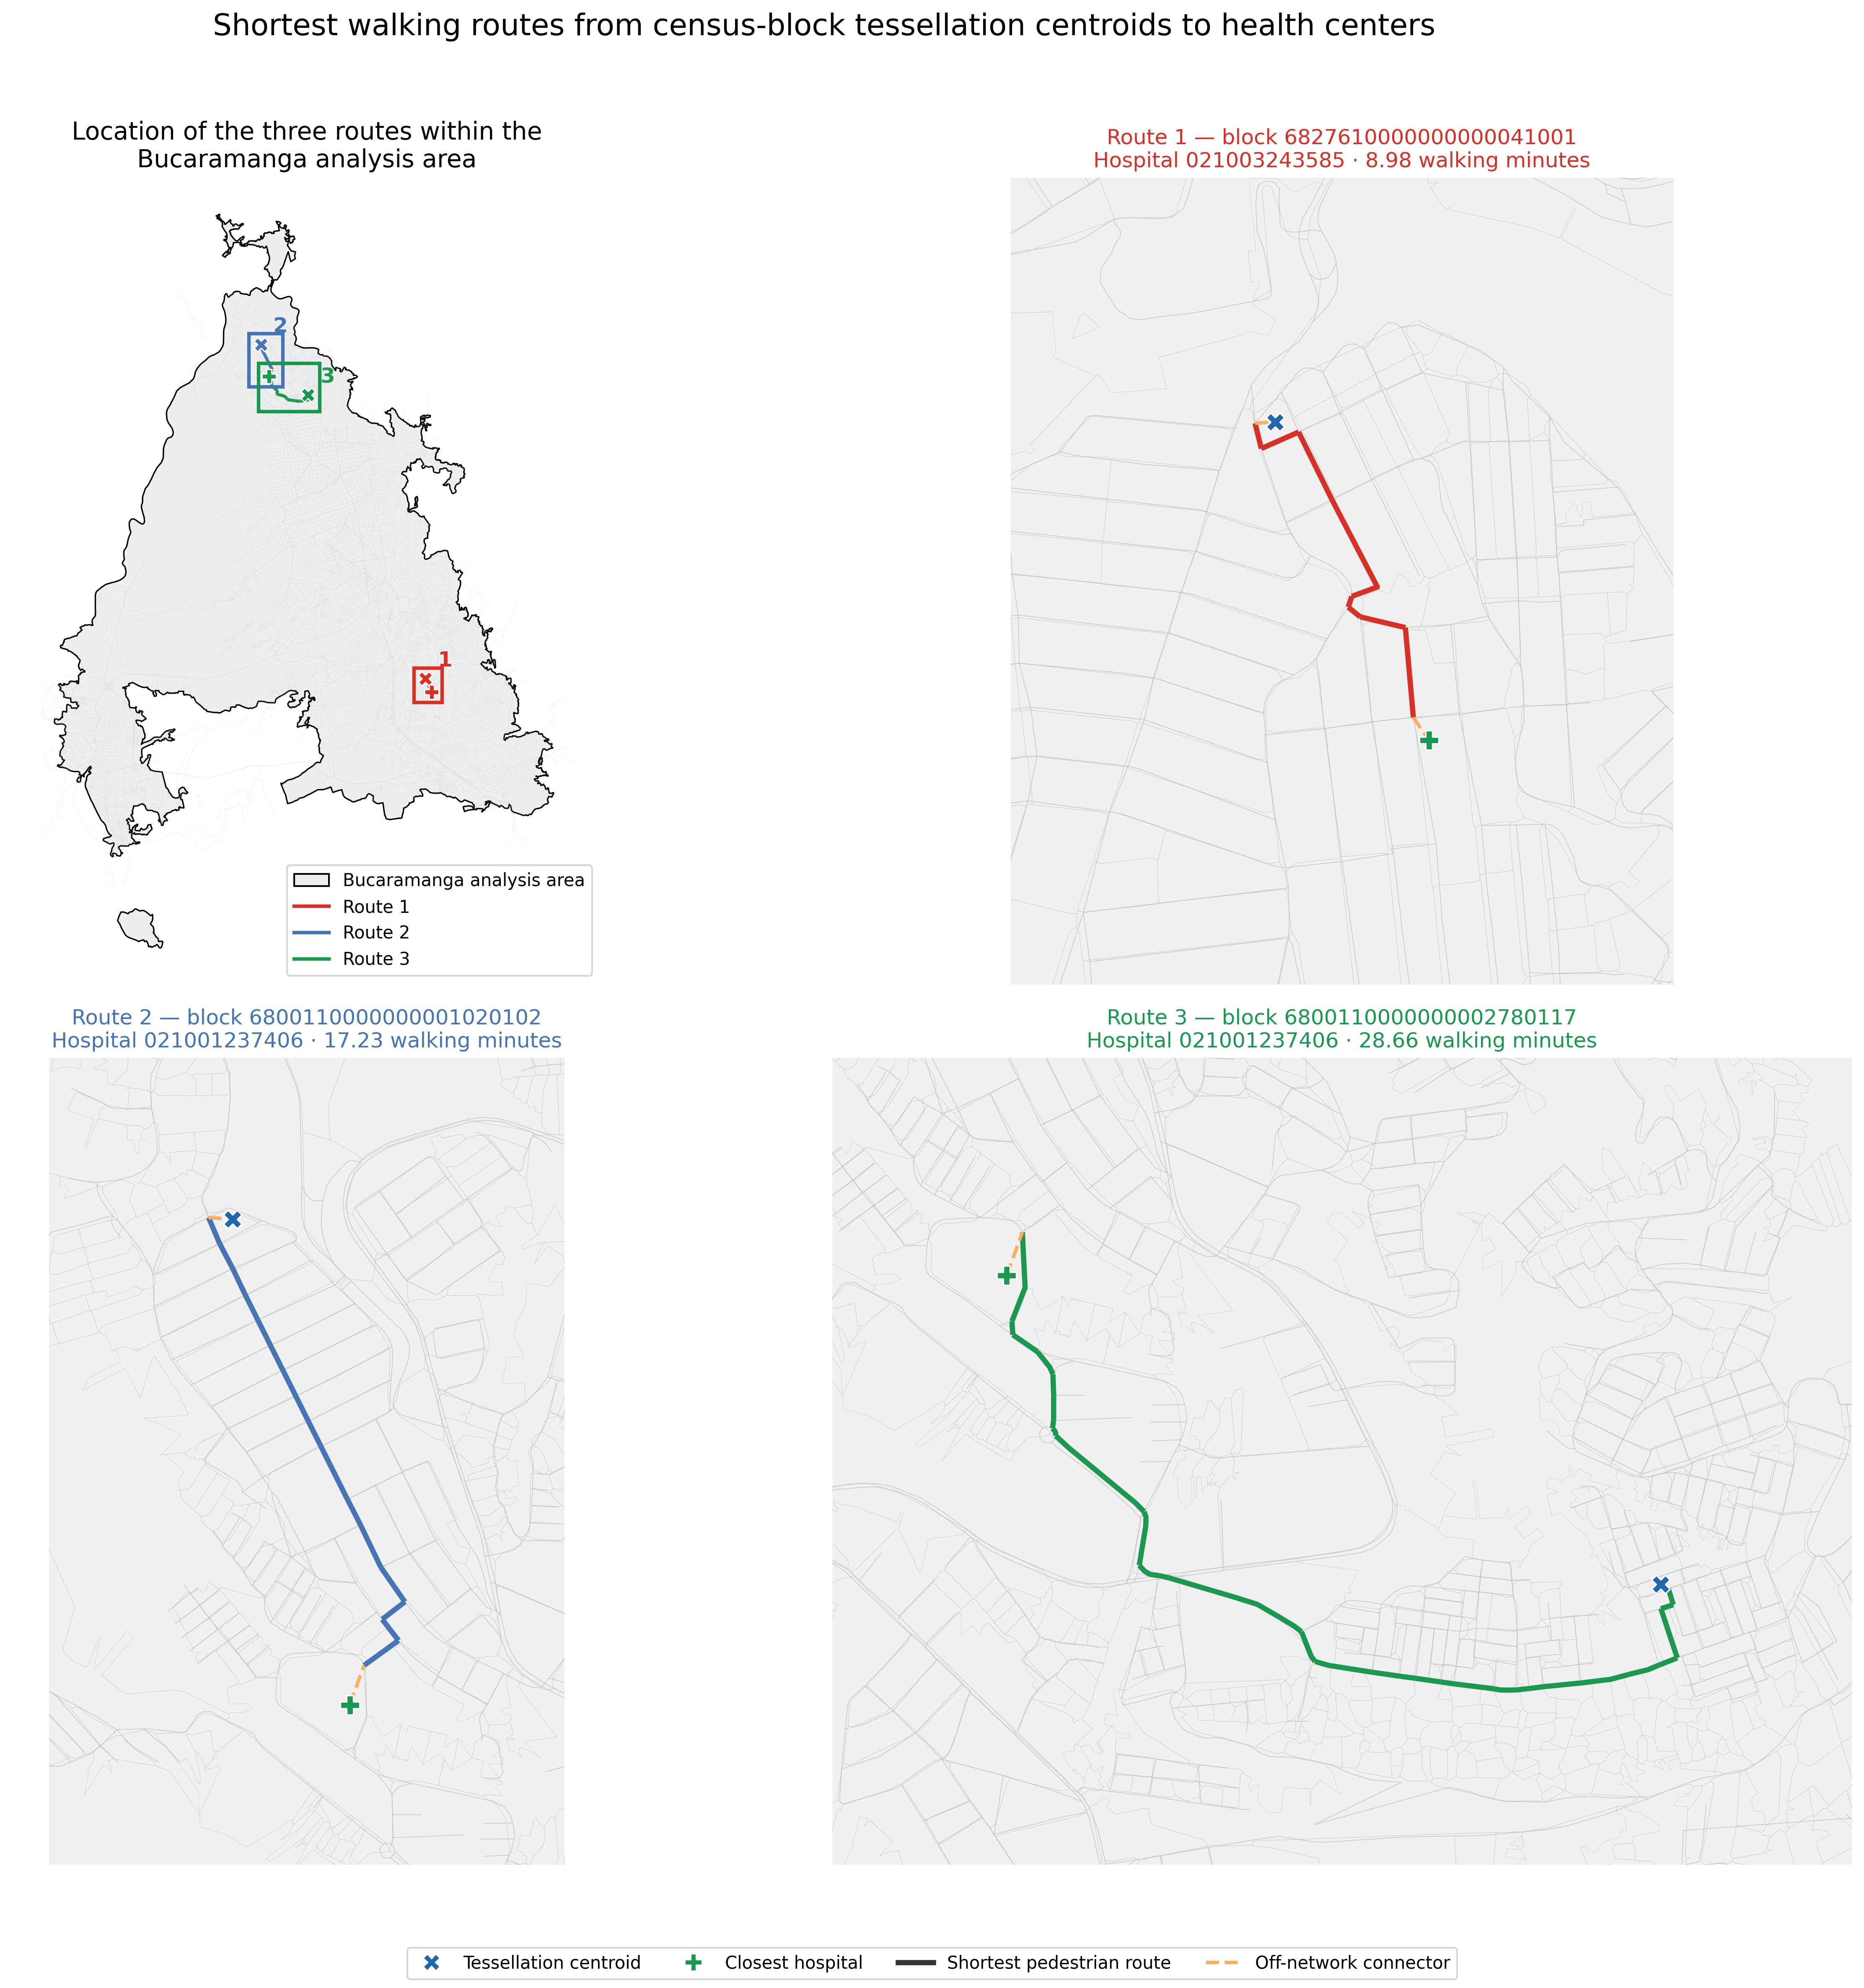 Shortest walking routes from census-block tessellation centroids to health centers
Location of the three routes within the
Bucaramanga analysis area
2
3
1
Bucaramanga analysis area
Route 1
Route 2
Route 3
Route 1 — block 6827610000000000041001
Hospital 021003243585 · 8.98 walking minutes
Route 2 — block 6800110000000001020102
Hospital 021001237406 · 17.23 walking minutes
Route 3 — block 6800110000000002780117
Hospital 021001237406 · 28.66 walking minutes
Tessellation centroid
Closest hospital
Shortest pedestrian route
Off-network connector